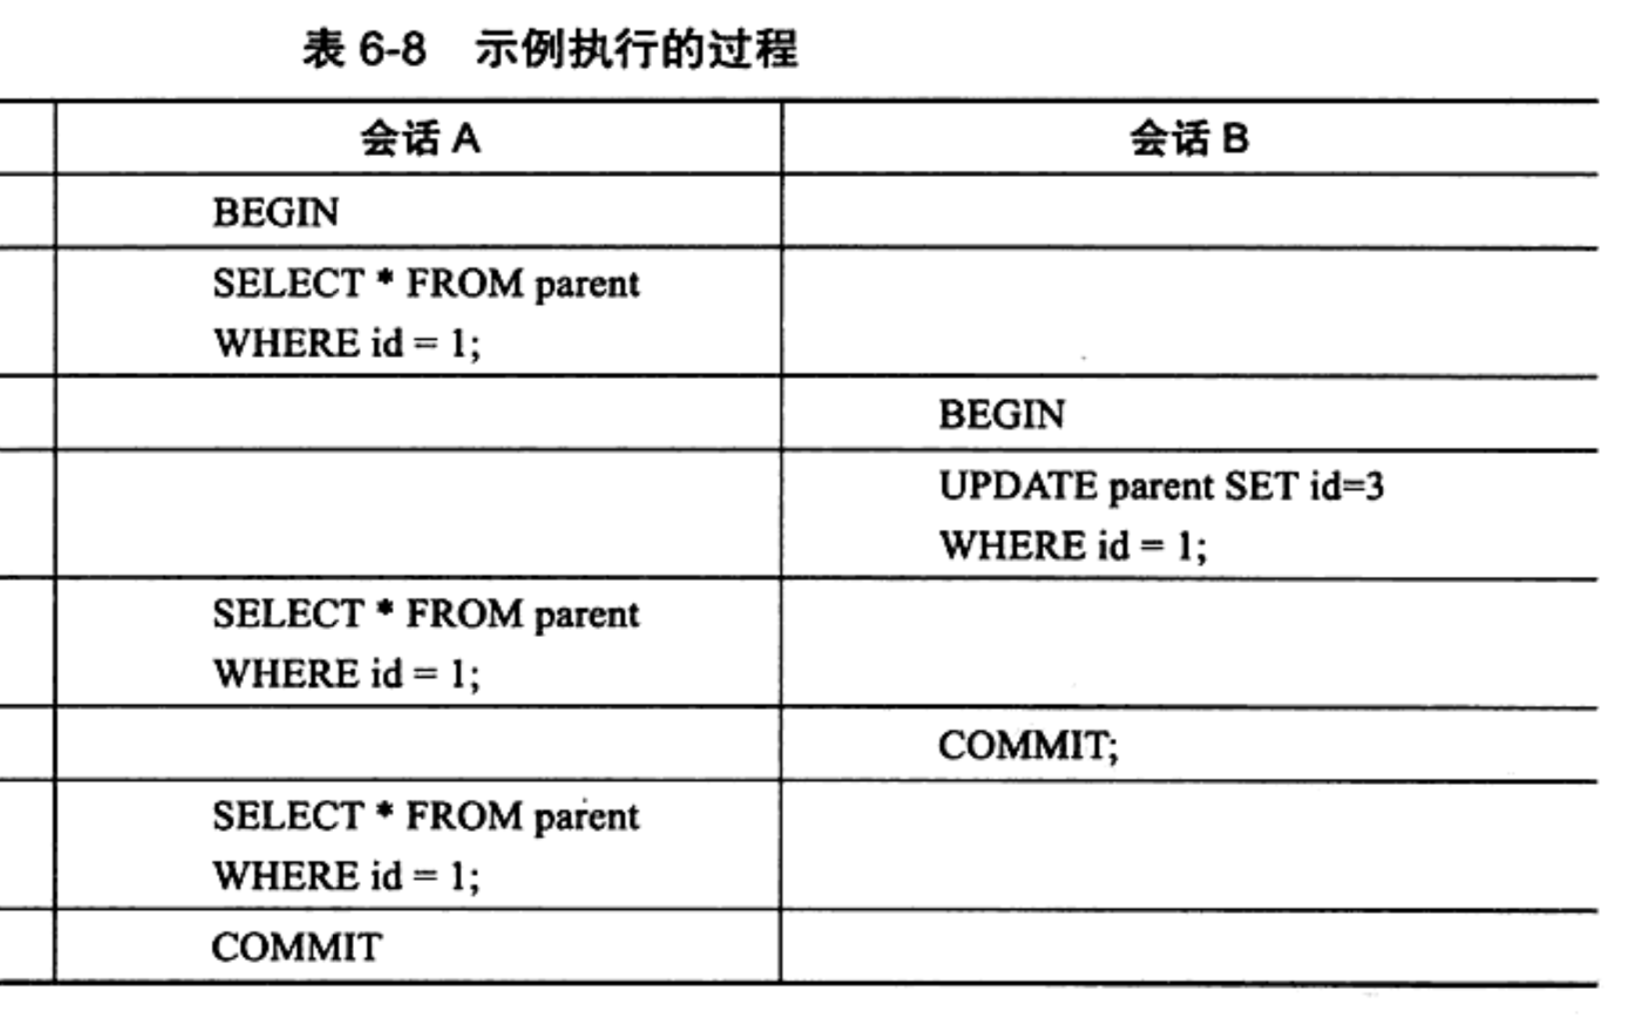 表 6-8 示例执行的过程
会话 A 会话 B
BEGIN
SELECT * FROM parent
WHERE id = 1;
BEGIN
UPDATE parent SET id=3
WHERE id = 1;
SELECT * FROM parent
WHERE id = 1;
COMMIT;
SELECT * FROM parent
WHERE id = 1;
COMMIT